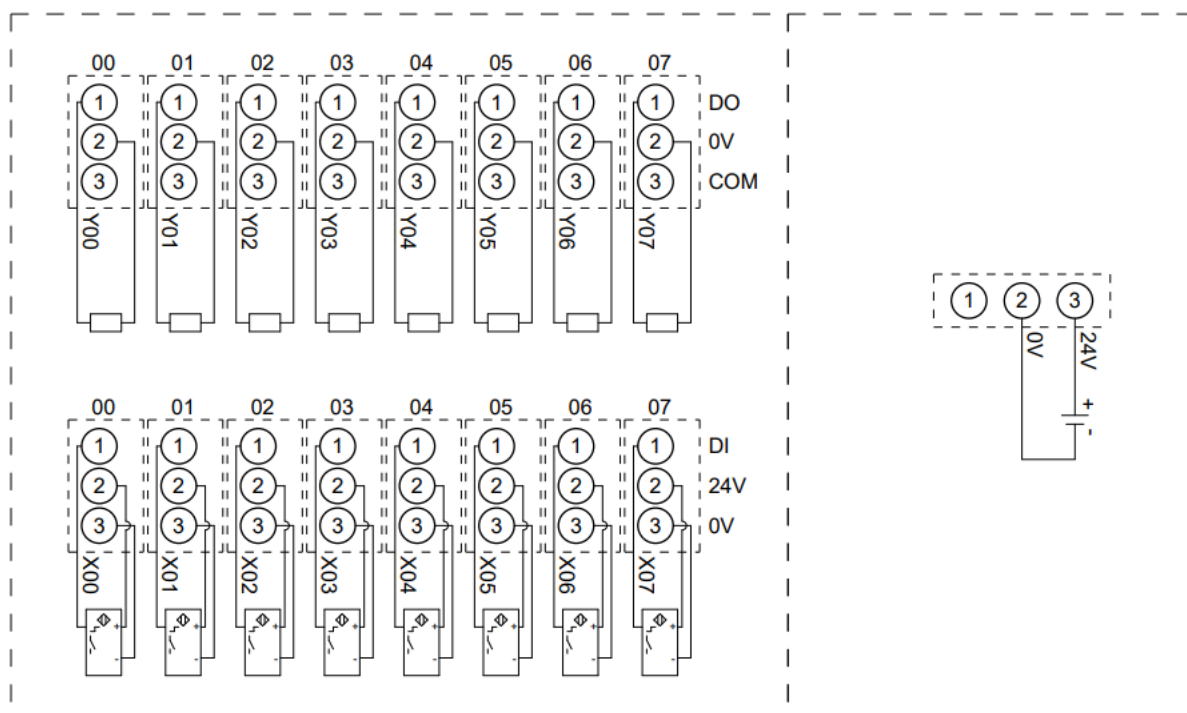 00 01 02 03 04 05 06 07
1 1 1 1 1 1 1 1 DO
2 2 2 2 2 2 2 2 0V
3 3 3 3 3 3 3 3 COM
Y00 Y01 Y02 Y03 Y04 Y05 Y06 Y07
1 2 3
0V 24V
+
-
00 01 02 03 04 05 06 07
1 1 1 1 1 1 1 1 DI
2 2 2 2 2 2 2 2 24V
3 3 3 3 3 3 3 3 0V
X00 X01 X02 X03 X04 X05 X06 X07
+ + + + + + + +
- - - - - - - -